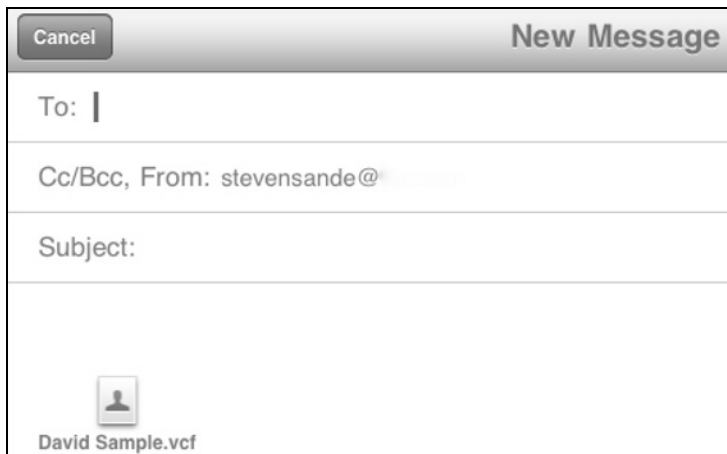 Cancel
New Message
To:
Cc/Bcc, From: stevensande@
Subject:
David Sample.vcf